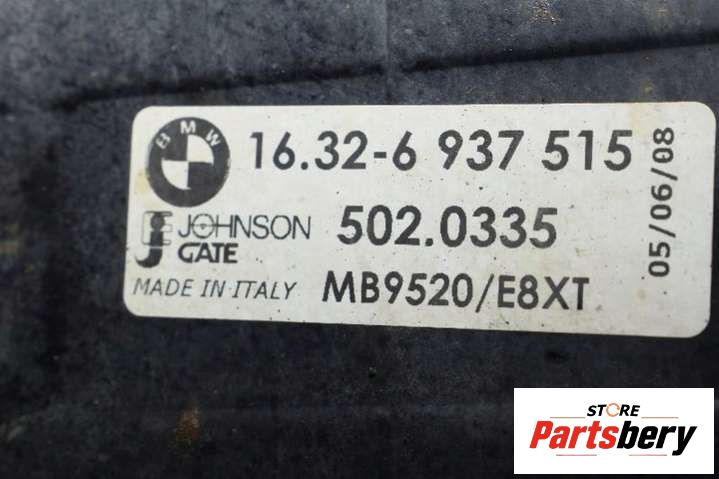 BMW
16.32-6 937 515
JOHNSON
GATE
502.0335
MADE IN ITALY
MB9520/E8XT
05/06/08
STORE
Partsbery